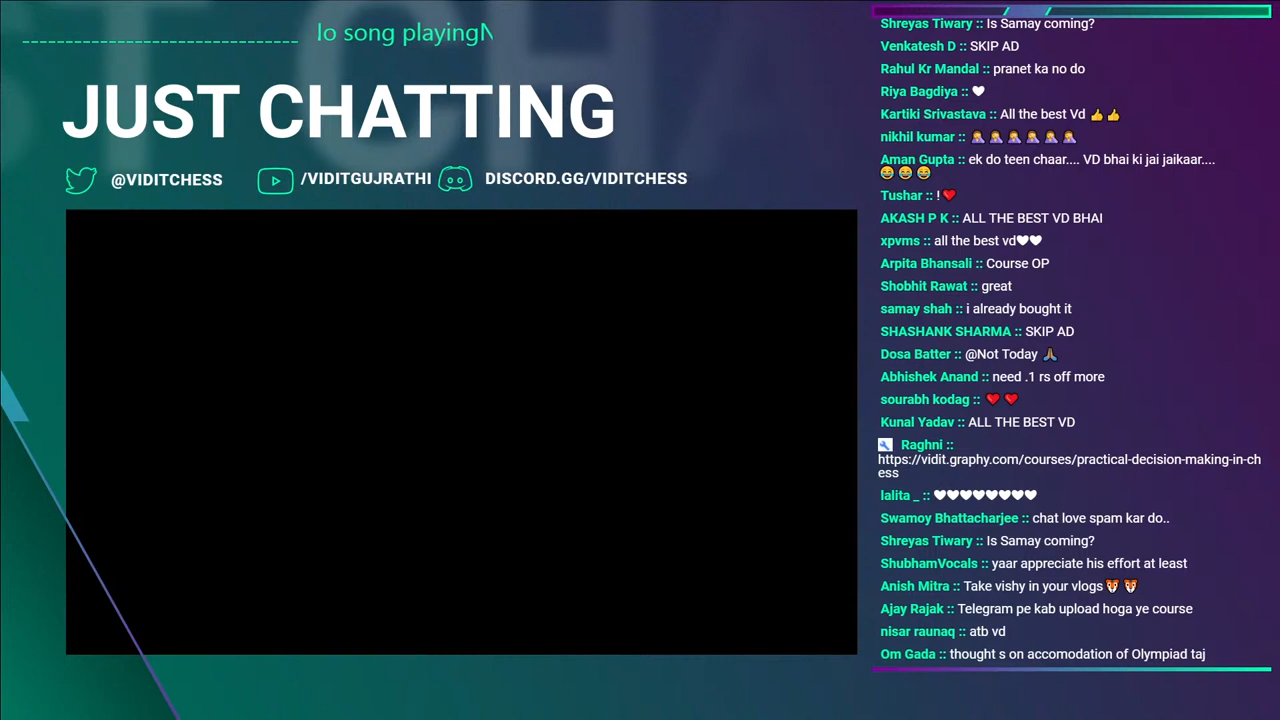 lo song playingN
JUST CHATTING
@VIDITCHESS /VIDITGUJRATHI DISCORD.GG/VIDITCHESS
Shreyas Tiwary :: Is Samay coming?
Venkatesh D :: SKIP AD
Rahul Kr Mandal :: pranet ka no do
Riya Bagdiya :: 🤍
Kartiki Srivastava :: All the best Vd 👍👍
nikhil kumar :: 🤦‍♀️🤦‍♀️🤦‍♀️🤦‍♀️🤦‍♀️🤦‍♀️
Aman Gupta :: ek do teen chaar.... VD bhai ki jai jaikaar....
😂😂😂
Tushar :: !❤️
AKASH P K :: ALL THE BEST VD BHAI
xpvms :: all the best vd🤍🤍
Arpita Bhansali :: Course OP
Shobhit Rawat :: great
samay shah :: i already bought it
SHASHANK SHARMA :: SKIP AD
Dosa Batter :: @Not Today 🙏🏾
Abhishek Anand :: need .1 rs off more
sourabh kodag :: ❤️ ❤️
Kunal Yadav :: ALL THE BEST VD
Raghni ::
https://vidit.graphy.com/courses/practical-decision-making-in-ch
ess
lalita _ :: 🤍🤍🤍🤍🤍🤍🤍🤍
Swamoy Bhattacharjee :: chat love spam kar do..
Shreyas Tiwary :: Is Samay coming?
ShubhamVocals :: yaar appreciate his effort at least
Anish Mitra :: Take vishy in your vlogs🐯 🐯
Ajay Rajak :: Telegram pe kab upload hoga ye course
nisar raunaq :: atb vd
Om Gada :: thought s on accomodation of Olympiad taj